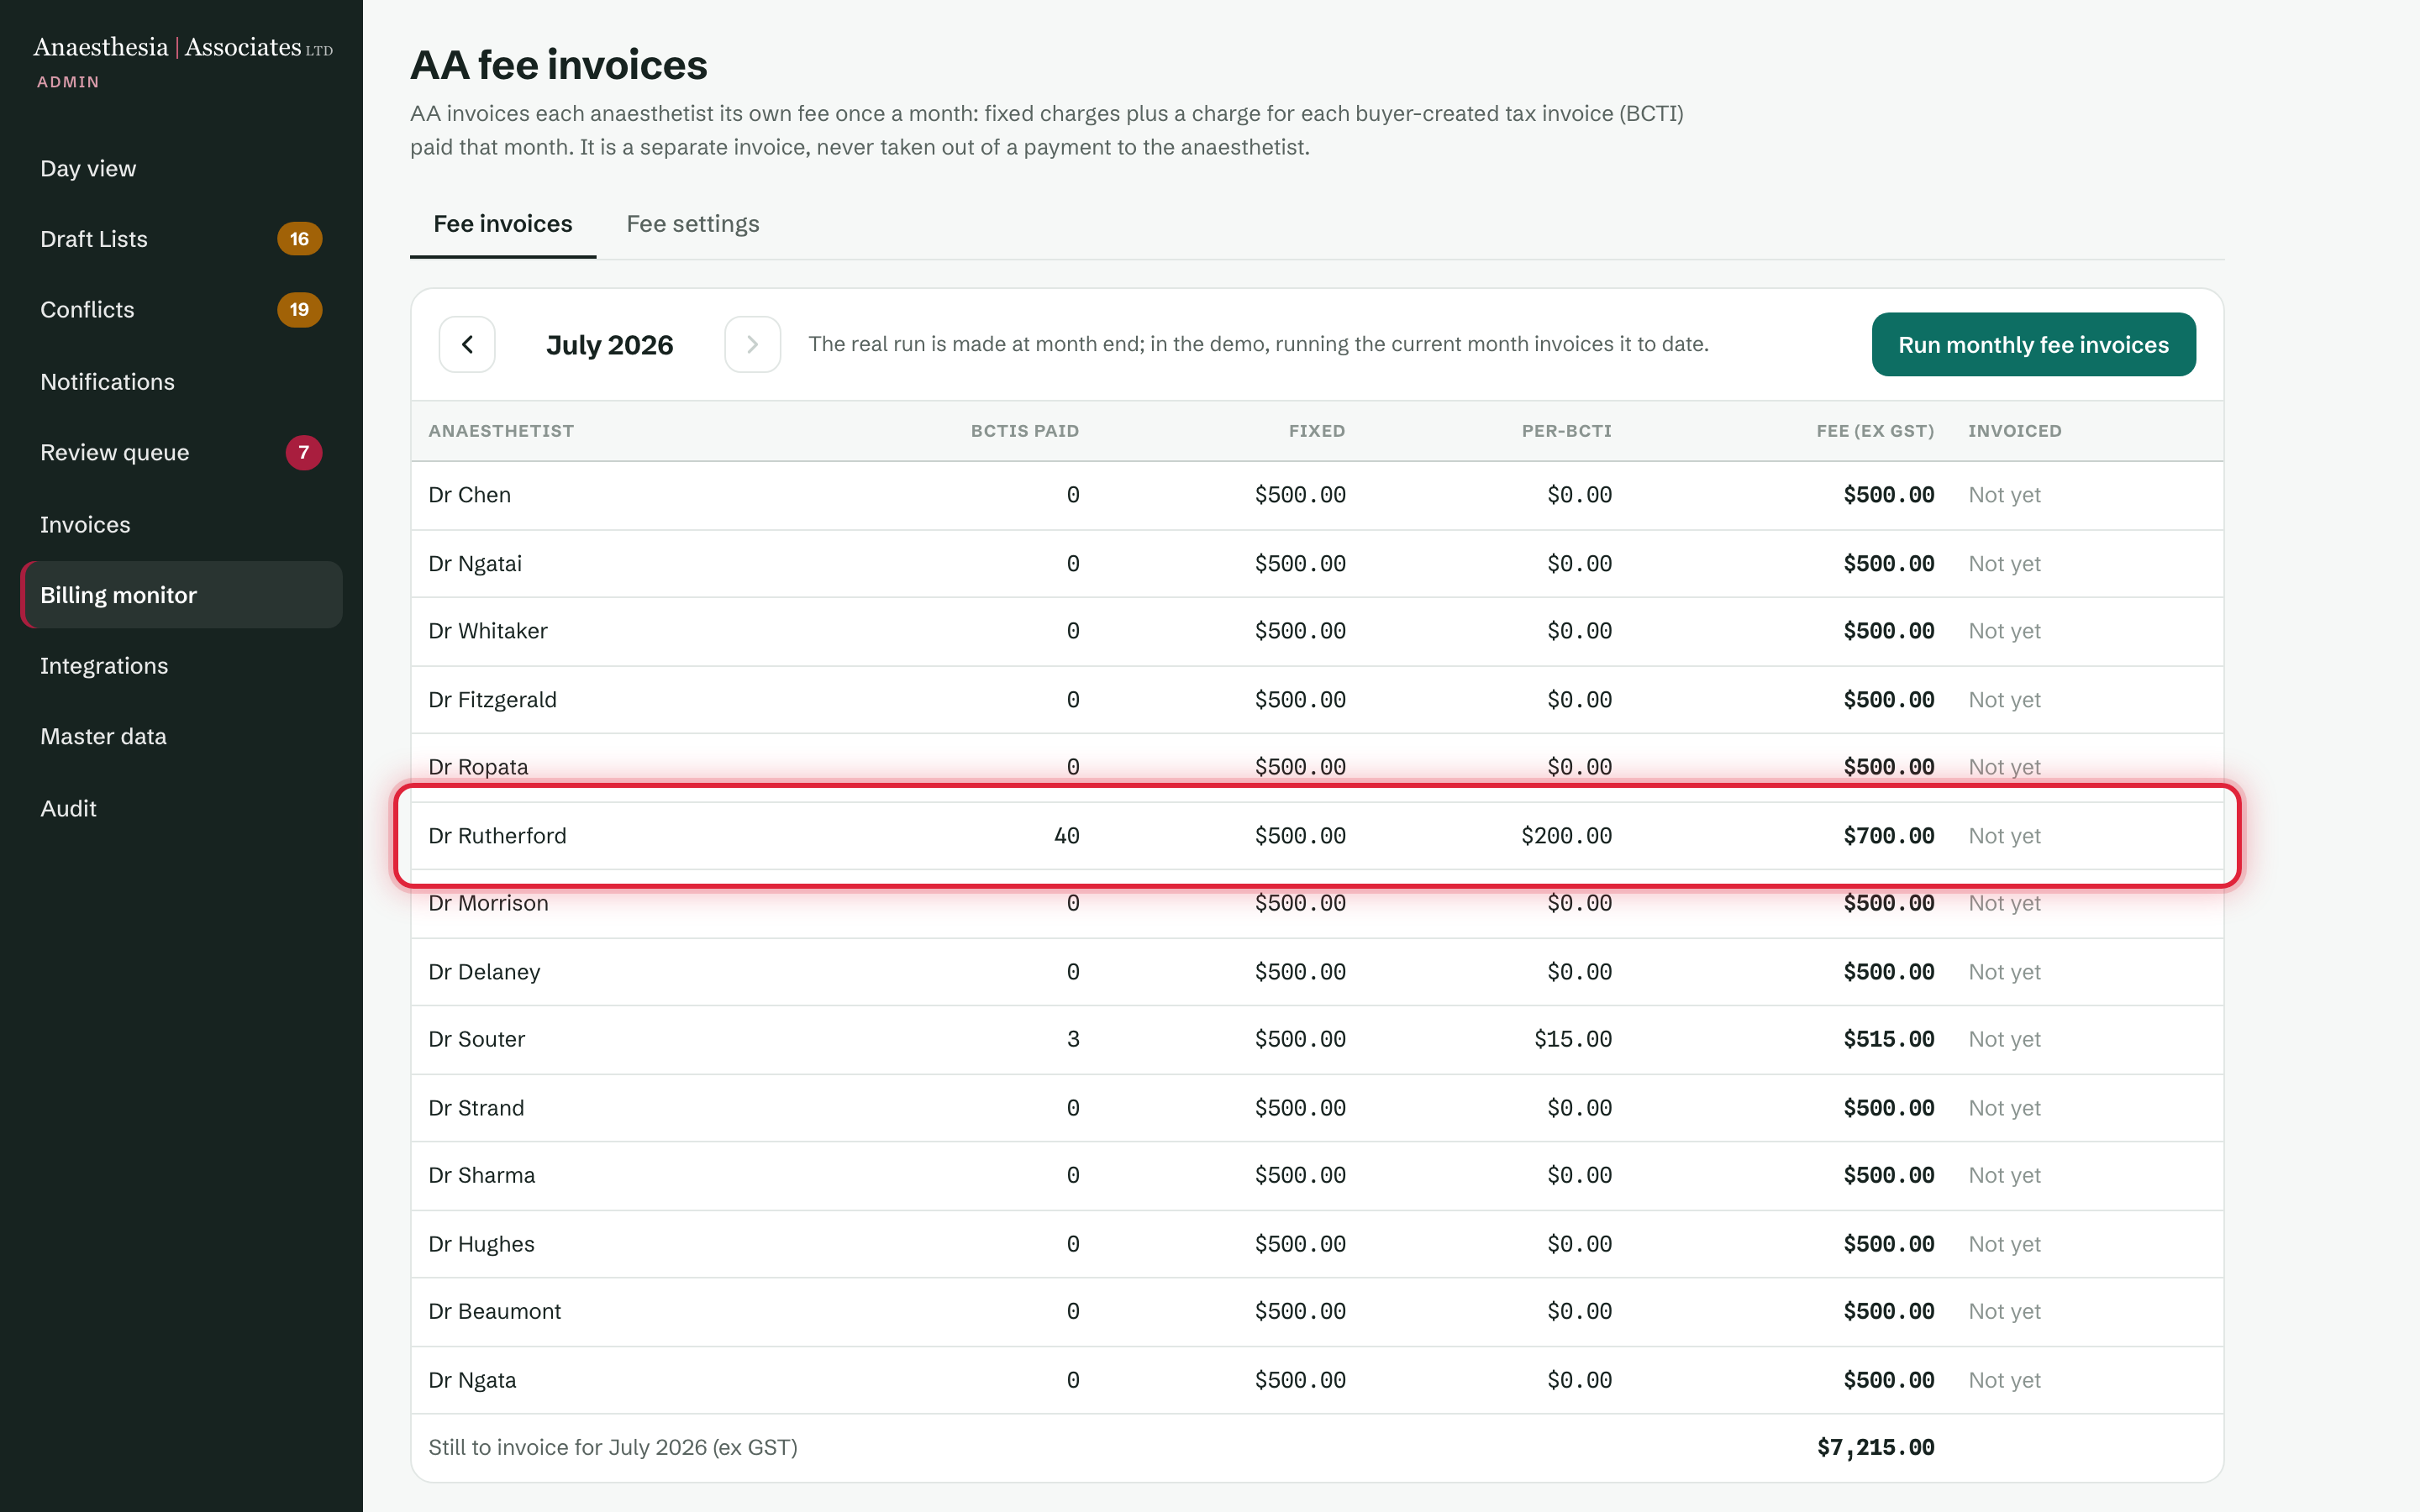 Anaesthesia | Associates LTD
ADMIN
Day view
Draft Lists 16
Conflicts 19
Notifications
Review queue 7
Invoices
Billing monitor
Integrations
Master data
Audit
AA fee invoices
AA invoices each anaesthetist its own fee once a month: fixed charges plus a charge for each buyer-created tax invoice (BCTI)
paid that month. It is a separate invoice, never taken out of a payment to the anaesthetist.
Fee invoices Fee settings
July 2026 The real run is made at month end; in the demo, running the current month invoices it to date. Run monthly fee invoices
ANAESTHETIST BCTIS PAID FIXED PER-BCTI FEE (EX GST) INVOICED
Dr Chen 0 $500.00 $0.00 $500.00 Not yet
Dr Ngatai 0 $500.00 $0.00 $500.00 Not yet
Dr Whitaker 0 $500.00 $0.00 $500.00 Not yet
Dr Fitzgerald 0 $500.00 $0.00 $500.00 Not yet
Dr Ropata 0 $500.00 $0.00 $500.00 Not yet
Dr Rutherford 40 $500.00 $200.00 $700.00 Not yet
Dr Morrison 0 $500.00 $0.00 $500.00 Not yet
Dr Delaney 0 $500.00 $0.00 $500.00 Not yet
Dr Souter 3 $500.00 $15.00 $515.00 Not yet
Dr Strand 0 $500.00 $0.00 $500.00 Not yet
Dr Sharma 0 $500.00 $0.00 $500.00 Not yet
Dr Hughes 0 $500.00 $0.00 $500.00 Not yet
Dr Beaumont 0 $500.00 $0.00 $500.00 Not yet
Dr Ngata 0 $500.00 $0.00 $500.00 Not yet
Still to invoice for July 2026 (ex GST) $7,215.00